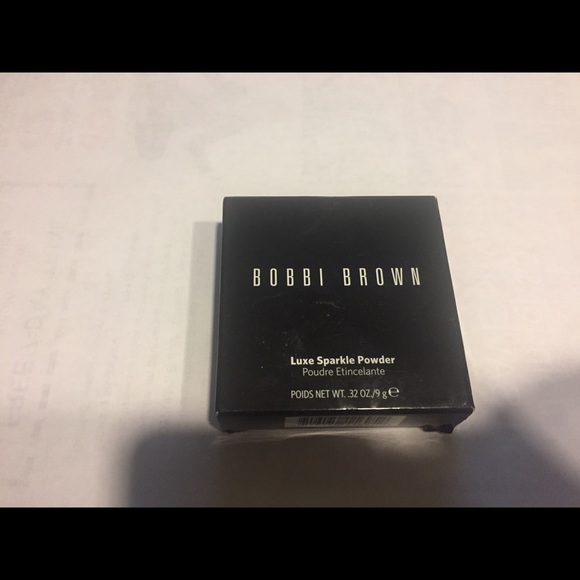 BOBBI BROWN
Luxe Sparkle Powder
Poudre Etincelante
POIDS NET WT. .32 OZ./9 g ℮